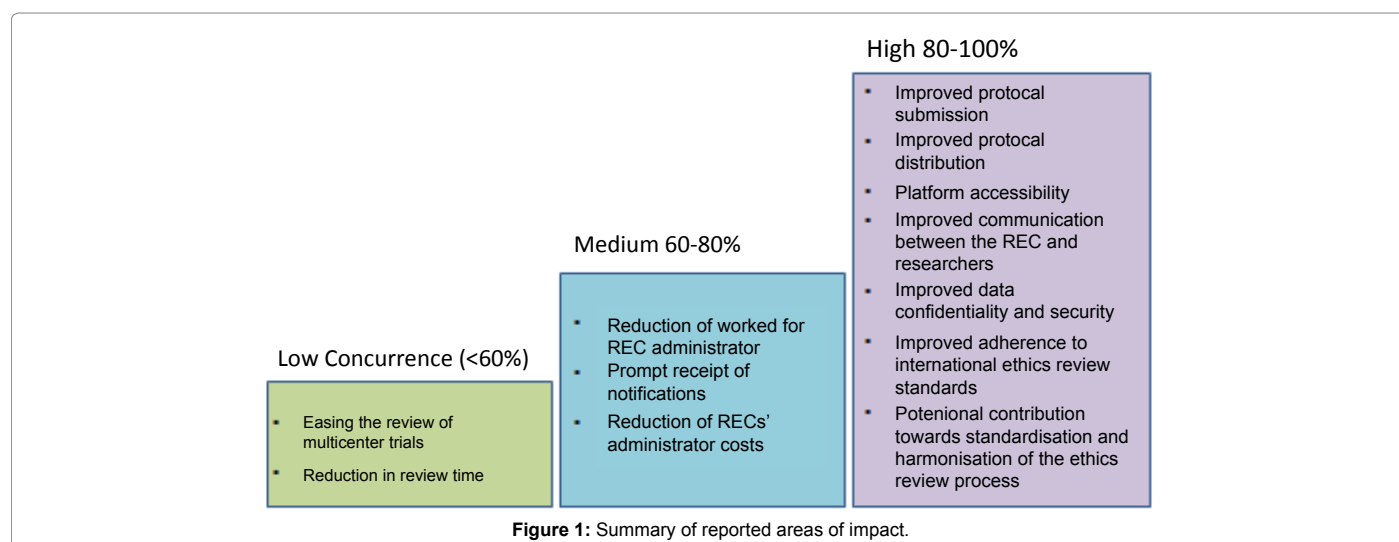 High 80-100%
Improved protocal
submission
Improved protocal
distribution
Platform accessibility
Improved communication
between the REC and
researchers
Improved data
confidentiality and security
Improved adherence to
international ethics review
standards
Potenional contribution
towards standardisation and
harmonisation of the ethics
review process
Medium 60-80%
Reduction of worked for
REC administrator
Prompt receipt of
notifications
Reduction of RECs’
administrator costs
Low Concurrence (<60%)
Easing the review of
multicenter trials
Reduction in review time
Figure 1: Summary of reported areas of impact.